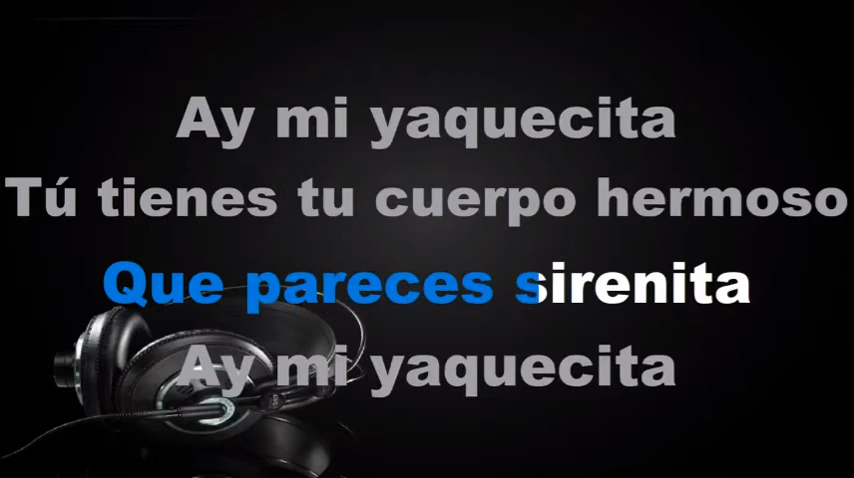 Ay mi yaquecita
Tú tienes tu cuerpo hermoso
Que pareces sirenita
Ay mi yaquecita